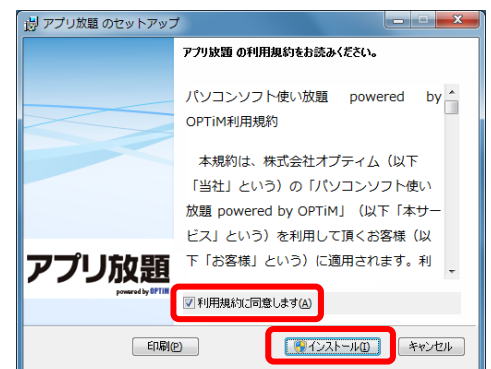 アプリ放題 のセットアップ
アプリ放題 の利用規約をお読みください。
パソコンソフト使い放題 powered by
OPTiM利用規約
本規約は、株式会社オプティム（以下
「当社」という）の「パソコンソフト使い
放題 powered by OPTiM」（以下「本サー
ビス」という）を利用して頂くお客様（以
下「お客様」という）に適用されます。利
アプリ放題
powered by OPTiM
利用規約に同意します(A)
印刷(P)
インストール(I)
キャンセル